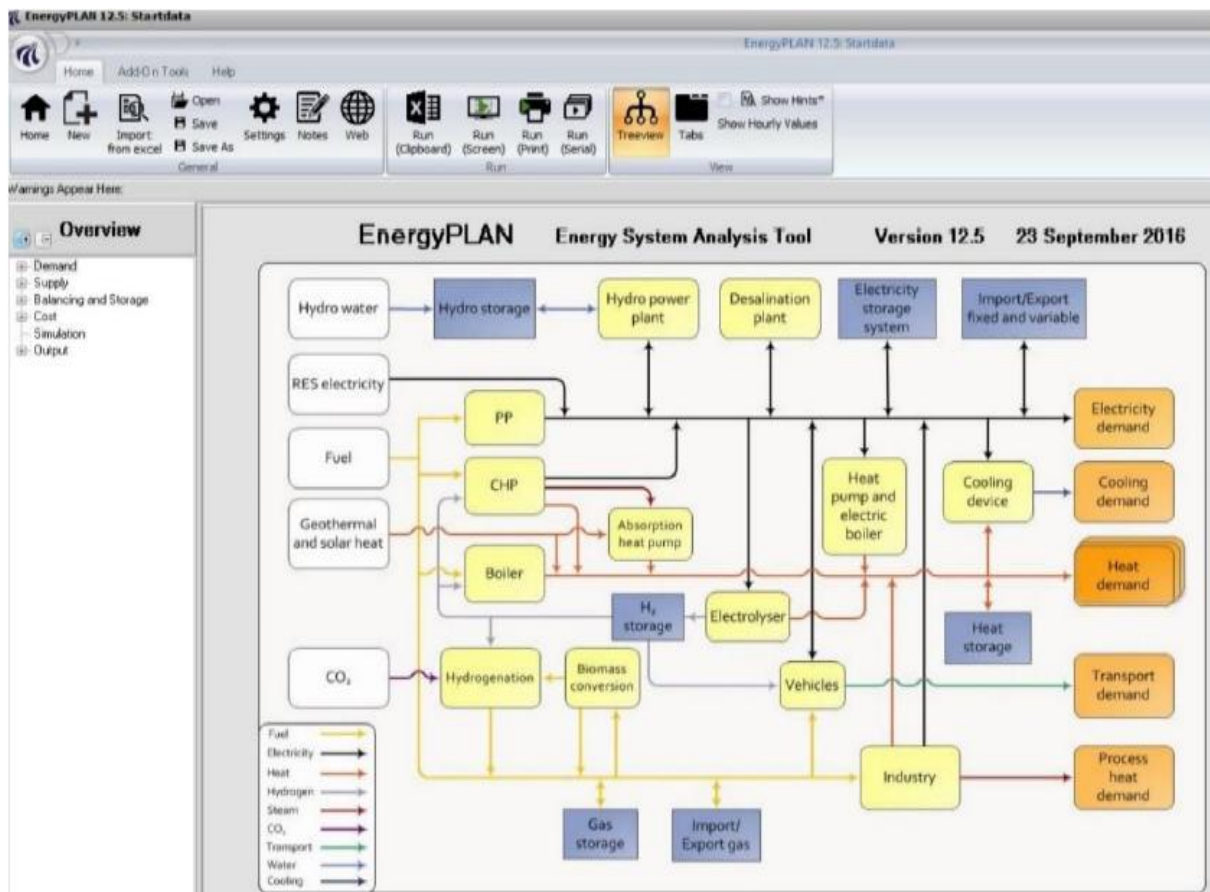 EnergyPLAN 12.5: Startdata
EnergyPLAN 12.5: Startdata
Home Add-On Tools Help
Home
New
Import
from excel
Open
Save
Save As
Settings
Notes
Web
General
Run
(Clipboard)
Run
(Screen)
Run
(Print)
Run
(Serial)
Run
Treeview
Tabs
Show Hints*
Show Hourly Values
View
Warnings Appear Here:
Overview
Demand
Supply
Balancing and Storage
Cost
Simulation
Output
EnergyPLAN Energy System Analysis Tool Version 12.5 23 September 2016
Hydro water
Hydro storage
Hydro power
plant
Desalination
plant
Electricity
storage
system
Import/Export
fixed and variable
RES electricity
PP
Electricity
demand
Fuel
CHP
Heat
pump and
electric
boiler
Cooling
device
Cooling
demand
Geothermal
and solar heat
Absorption
heat pump
Boiler
Heat
demand
H₂
storage
Electrolyser
Heat
storage
CO₂
Hydrogenation
Biomass
conversion
Vehicles
Transport
demand
Fuel
Electricity
Heat
Hydrogen
Steam
CO₂
Transport
Water
Cooling
Industry
Process
heat
demand
Gas
storage
Import/
Export gas